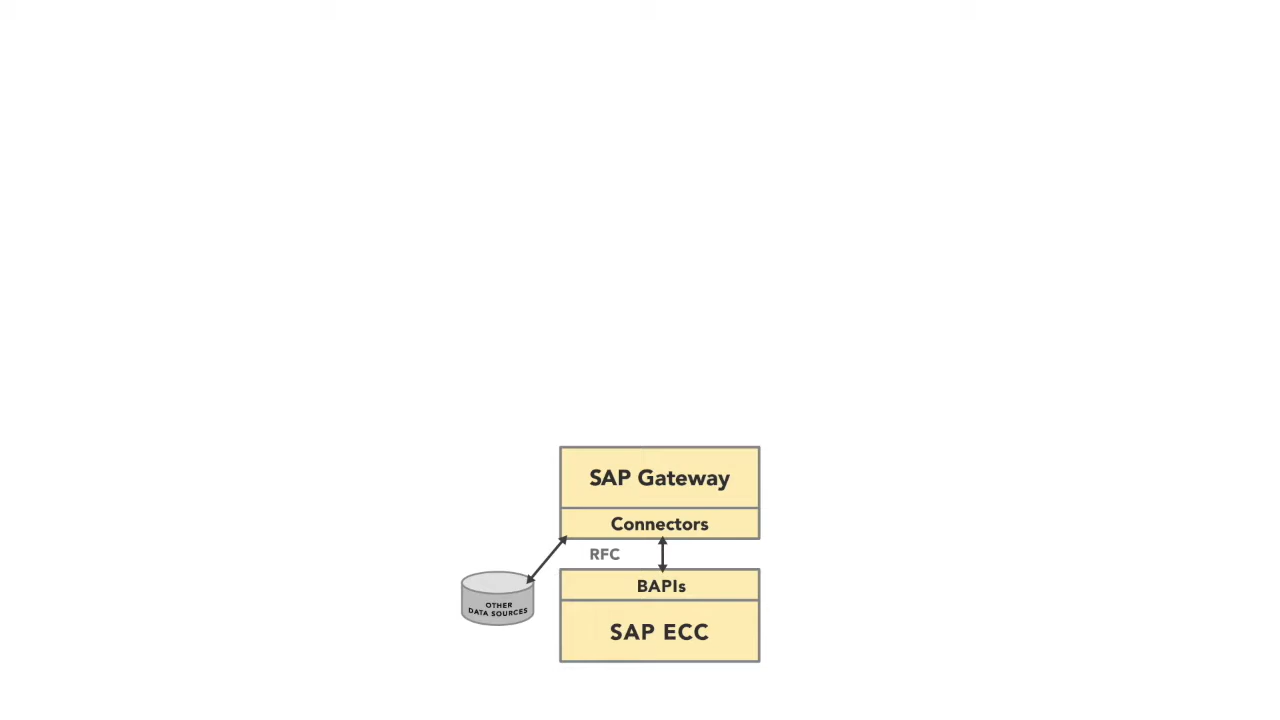 SAP Gateway
Connectors
RFC
BAPIs
OTHER
DATA SOURCES
SAP ECC